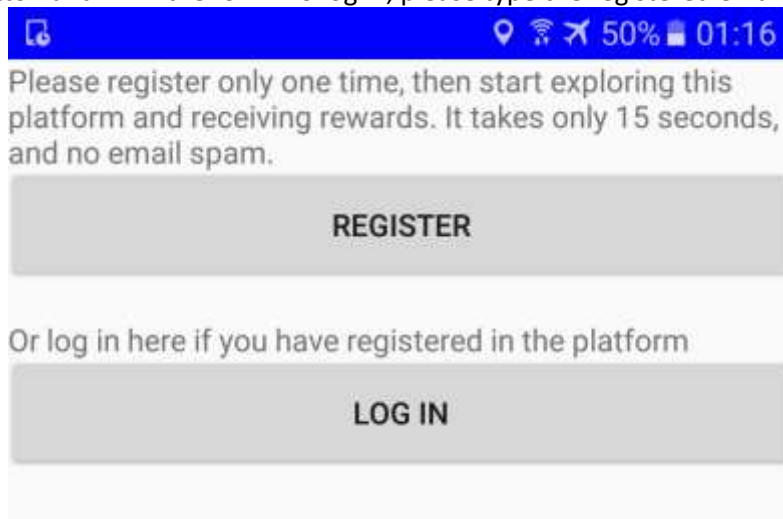 50% 01:16
Please register only one time, then start exploring this
platform and receiving rewards. It takes only 15 seconds,
and no email spam.
REGISTER
Or log in here if you have registered in the platform
LOG IN